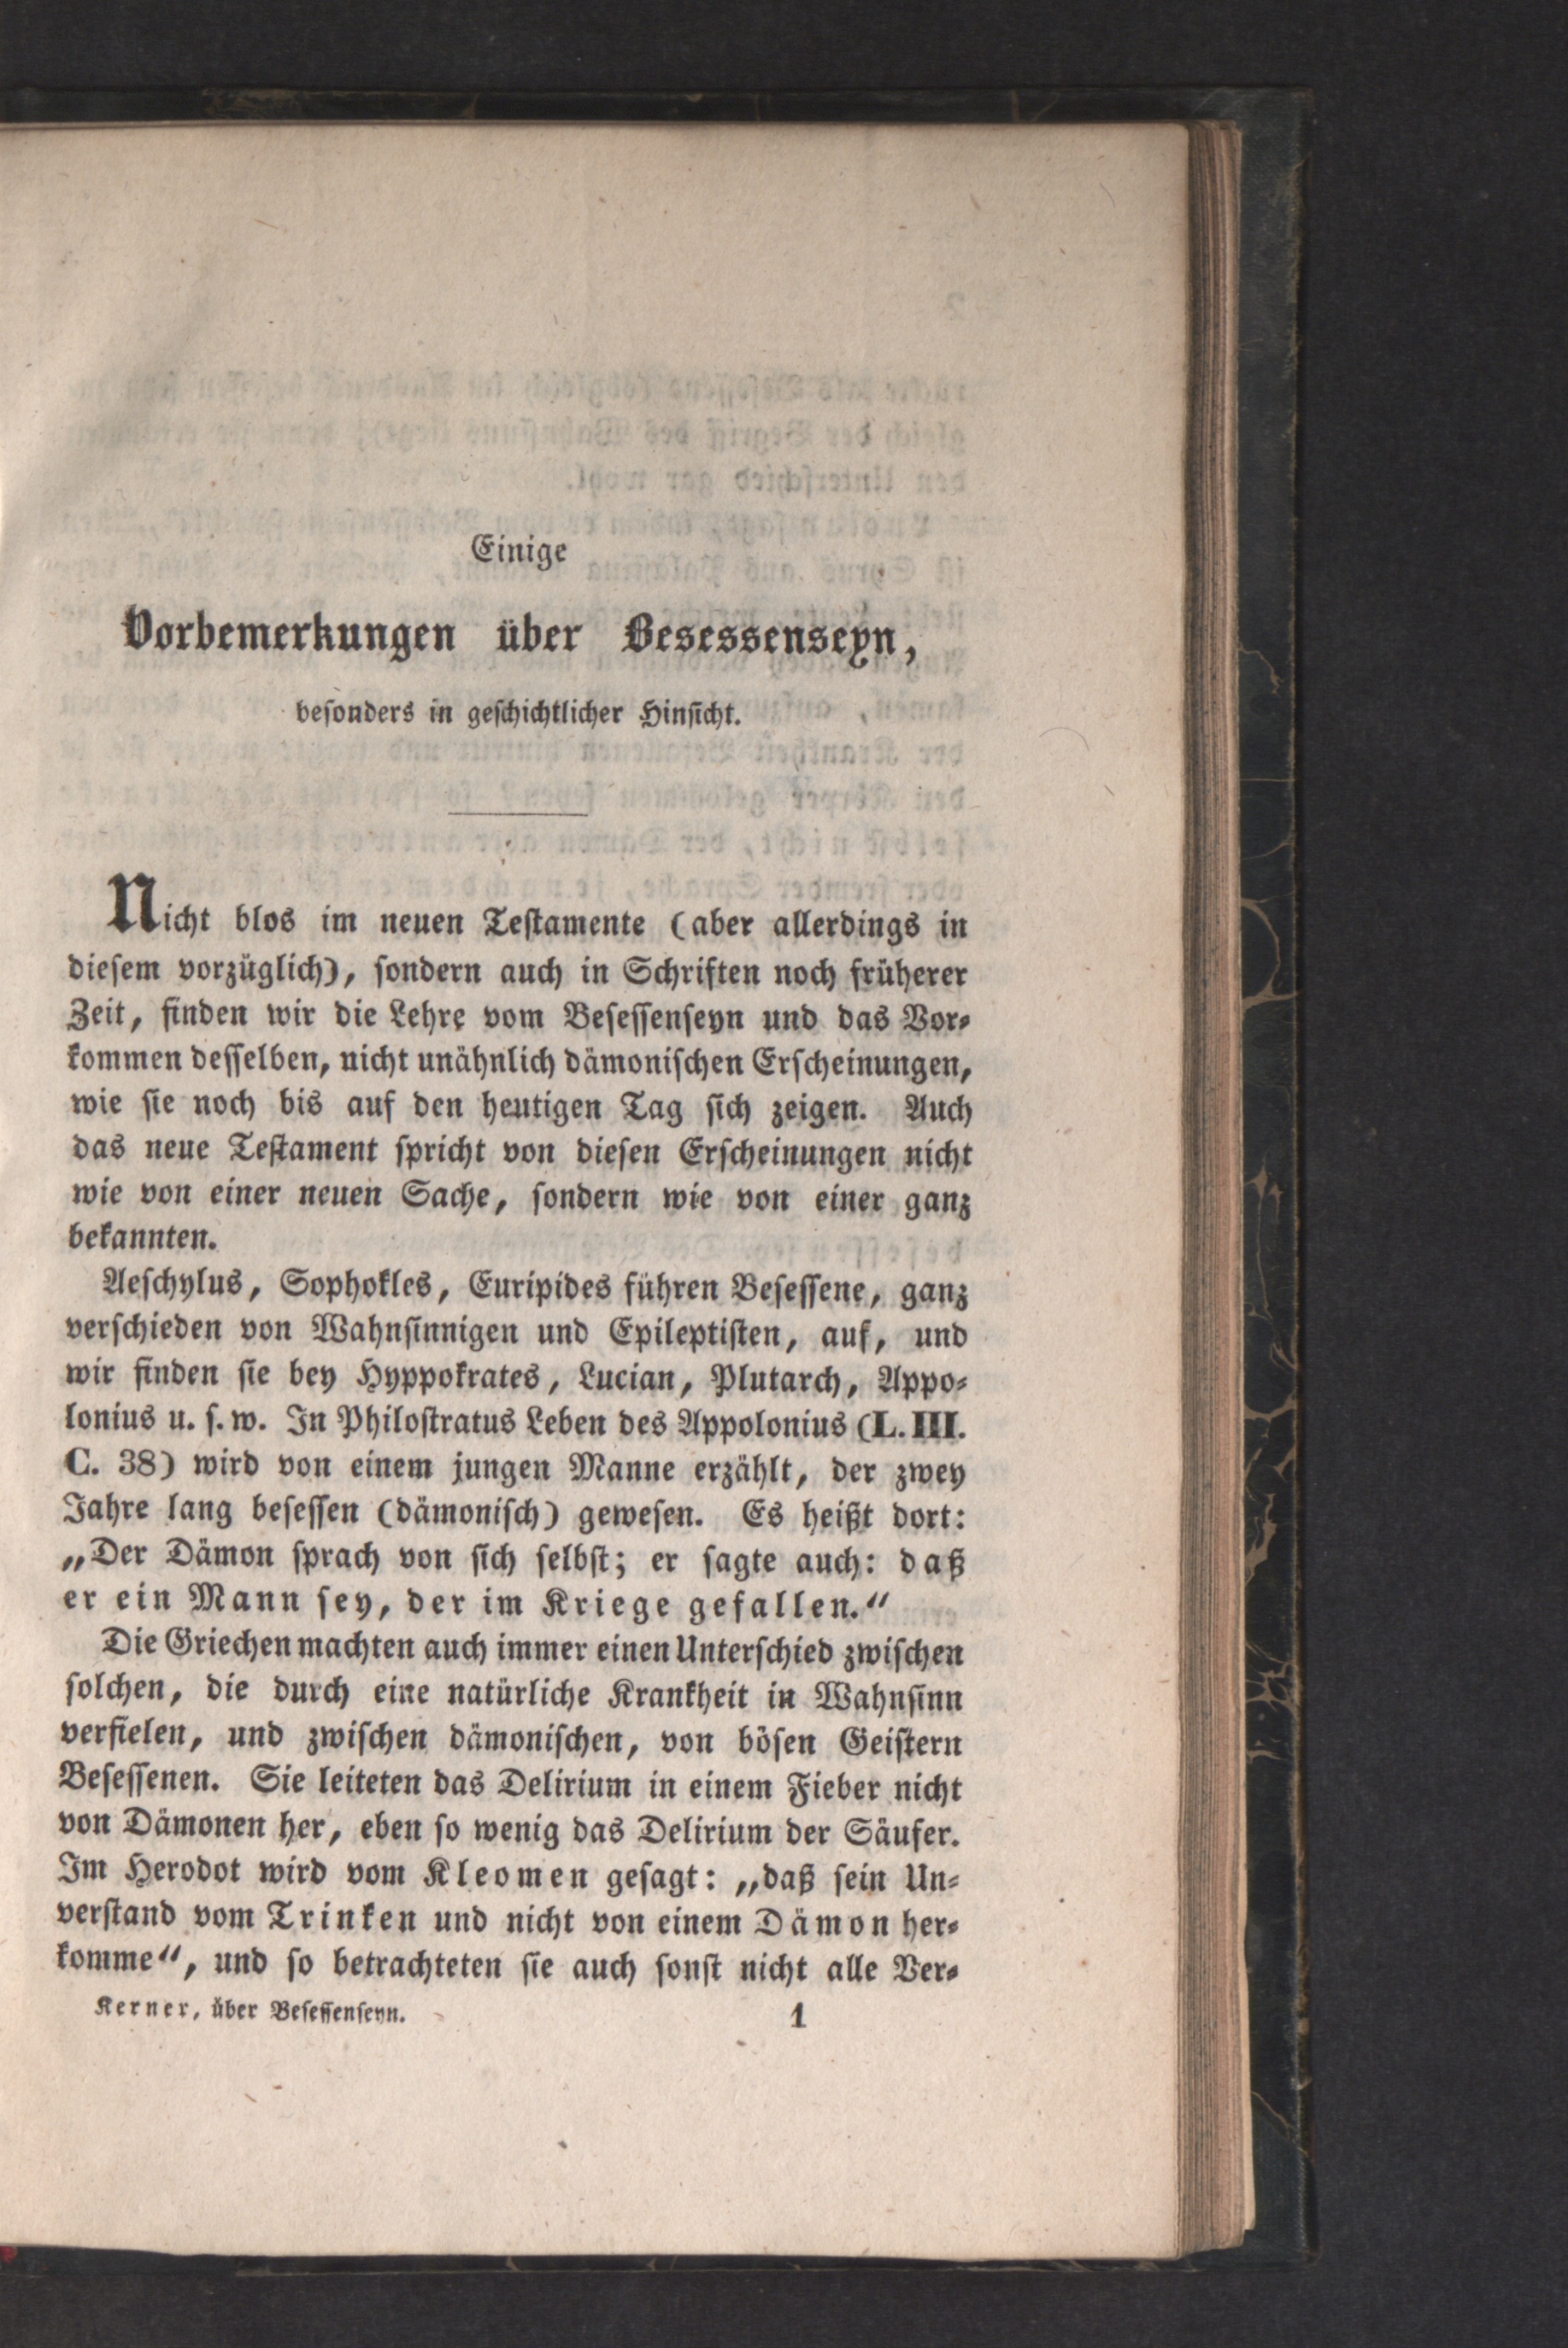 Einige
Vorbemerkungen über Besessenseyn,
beſonders in geſchichtlicher Hinſicht.
Nicht blos im neuen Teſtamente (aber allerdings in
dieſem vorzüglich), ſondern auch in Schriften noch früherer
Zeit, finden wir die Lehre vom Beſeſſenſeyn und das Vor⸗
kommen deſſelben, nicht unähnlich dämoniſchen Erſcheinungen,
wie ſie noch bis auf den heutigen Tag ſich zeigen. Auch
das neue Teſtament ſpricht von dieſen Erſcheinungen nicht
wie von einer neuen Sache, ſondern wie von einer ganz
bekannten.
Aeſchylus, Sophokles, Euripides führen Beſeſſene, ganz
verſchieden von Wahnſinnigen und Epileptiſten, auf, und
wir finden ſie bey Hyppokrates, Lucian, Plutarch, Appo⸗
lonius u. ſ. w. In Philoſtratus Leben des Appolonius (L. III.
C. 38) wird von einem jungen Manne erzählt, der zwey
Jahre lang beſeſſen (dämoniſch) geweſen. Es heißt dort:
„Der Dämon ſprach von ſich ſelbſt; er ſagte auch: daß
er ein Mann ſey, der im Kriege gefallen.“
Die Griechen machten auch immer einen Unterſchied zwiſchen
ſolchen, die durch eine natürliche Krankheit in Wahnſinn
verfielen, und zwiſchen dämoniſchen, von böſen Geiſtern
Beſeſſenen. Sie leiteten das Delirium in einem Fieber nicht
von Dämonen her, eben ſo wenig das Delirium der Säufer.
Im Herodot wird vom Kleomen geſagt: „daß ſein Un⸗
verſtand vom Trinken und nicht von einem Dämon her⸗
komme“, und ſo betrachteten ſie auch ſonſt nicht alle Ver⸗
Kerner, über Beſeſſenſeyn. 1